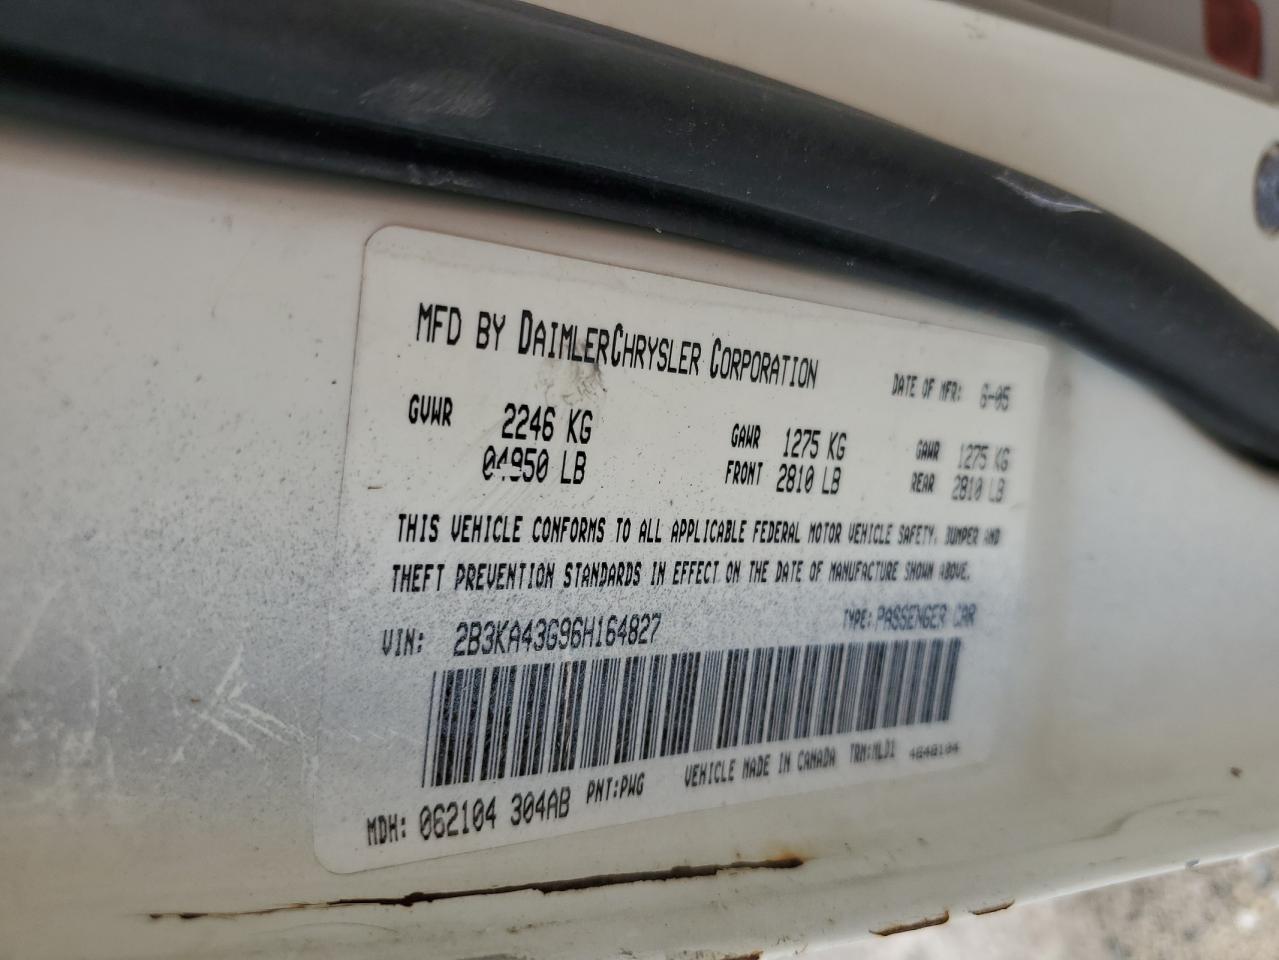 MFD BY DAIMLERCHRYSLER CORPORATION DATE OF MFR: 6-05
GVWR 2246 KG GAWR 1275 KG GAWR 1275 KG
04950 LB FRONT 2810 LB REAR 2810 LB
THIS VEHICLE CONFORMS TO ALL APPLICABLE FEDERAL MOTOR VEHICLE SAFETY, BUMPER AND
THEFT PREVENTION STANDARDS IN EFFECT ON THE DATE OF MANUFACTURE SHOWN ABOVE.
VIN: 2B3KA43G96H164827 TYPE: PASSENGER CAR
MDH: 062104 304AB PNT:PWG VEHICLE MADE IN CANADA TRM:MLD1